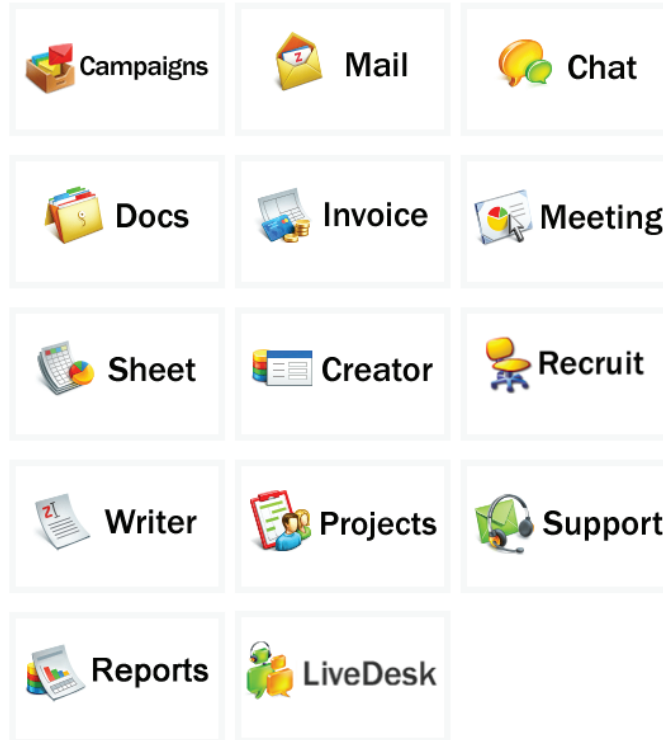 Campaigns
Mail
Chat
Docs
Invoice
Meeting
Sheet
Creator
Recruit
Writer
Projects
Support
Reports
LiveDesk